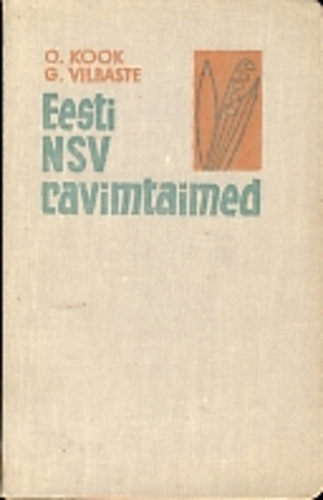 O. KOOK
G. VILBASTE
Eesti
NSV
ravimtaimed